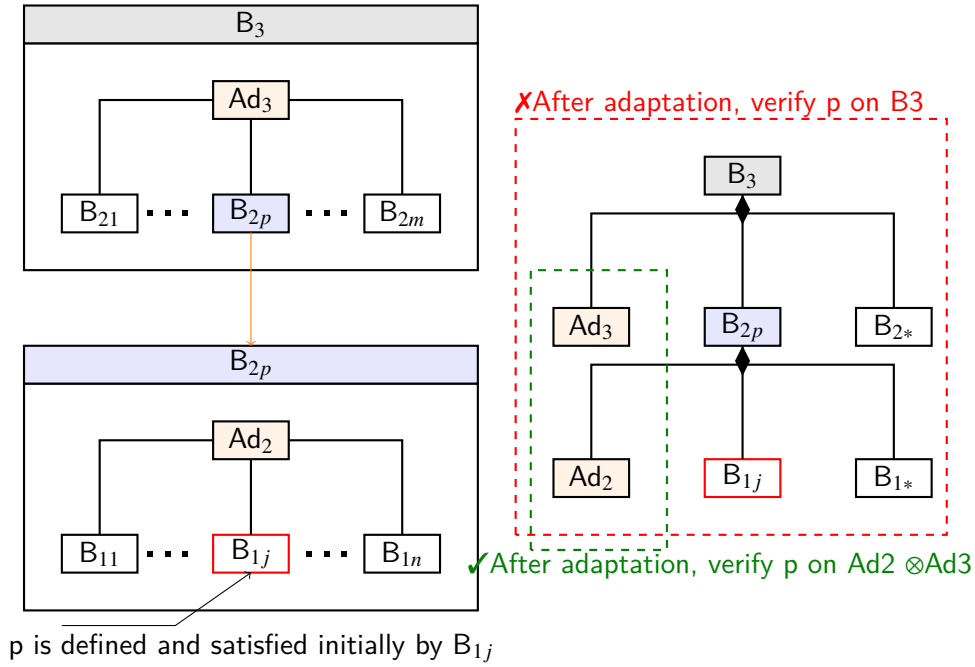 B₃
Ad₃
B₂₁ ··· B₂ₚ ··· B₂ₘ
B₂ₚ
Ad₂
B₁₁ ··· B₁ⱼ ··· B₁ₙ
p is defined and satisfied initially by B₁ⱼ
✗After adaptation, verify p on B3
B₃
Ad₃ B₂ₚ B₂*
Ad₂ B₁ⱼ B₁*
✓After adaptation, verify p on Ad2 ⊗Ad3